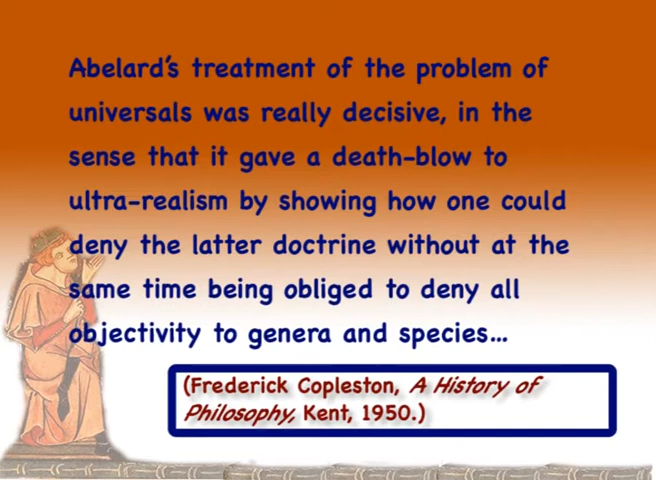 Abelard's treatment of the problem of
universals was really decisive, in the
sense that it gave a death-blow to
ultra-realism by showing how one could
deny the latter doctrine without at the
same time being obliged to deny all
objectivity to genera and species...
(Frederick Copleston, A History of
Philosophy, Kent, 1950.)